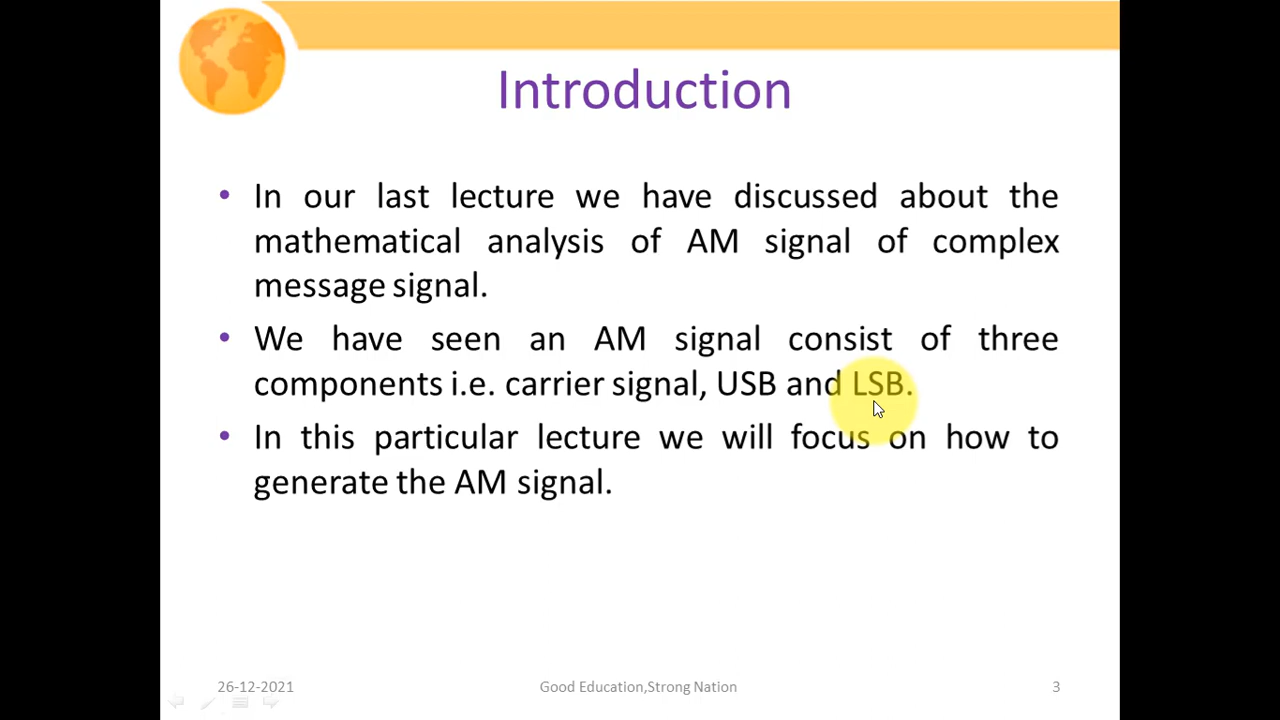 Introduction
• In our last lecture we have discussed about the
mathematical analysis of AM signal of complex
message signal.
• We have seen an AM signal consist of three
components i.e. carrier signal, USB and LSB.
• In this particular lecture we will focus on how to
generate the AM signal.
26-12-2021
Good Education,Strong Nation
3